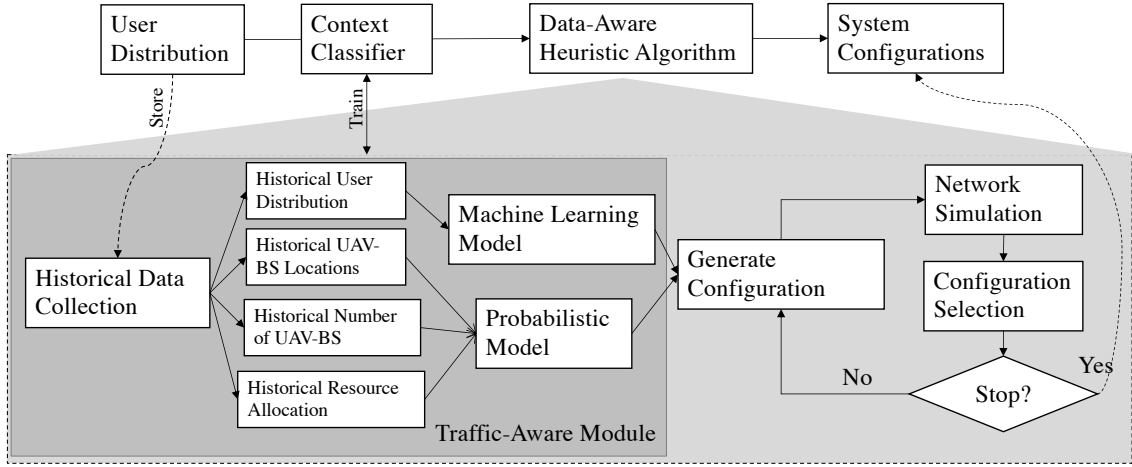 User
Distribution
Context
Classifier
Data-Aware
Heuristic Algorithm
System
Configurations
Store
Train
Historical User
Distribution
Historical UAV-
BS Locations
Historical Data
Collection
Historical Number
of UAV-BS
Historical Resource
Allocation
Machine Learning
Model
Probabilistic
Model
Traffic-Aware Module
Generate
Configuration
Network
Simulation
Configuration
Selection
Stop?
No
Yes